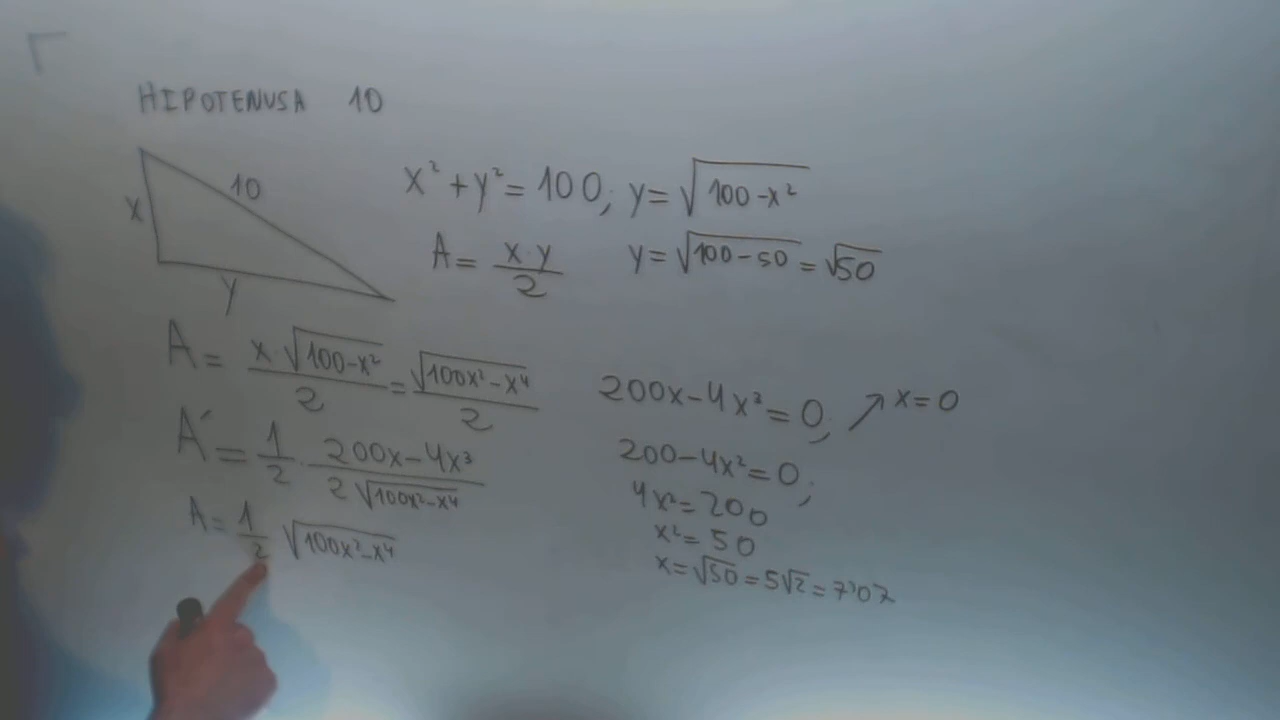 HIPOTENUSA 10
10
x
y
x² + y² = 100; y = √(100 - x²)
A = x · y / 2
y = √(100 - 50) = √50
A = x · √(100 - x²) / 2 = √(100x² - x⁴) / 2
A´ = 1/2 · (200x - 4x³) / (2√(100x² - x⁴))
A = 1/2 √(100x² - x⁴)
200x - 4x³ = 0; ↗ x = 0
200 - 4x² = 0;
4x² = 200
x² = 50
x = √50 = 5√2 = 7'07